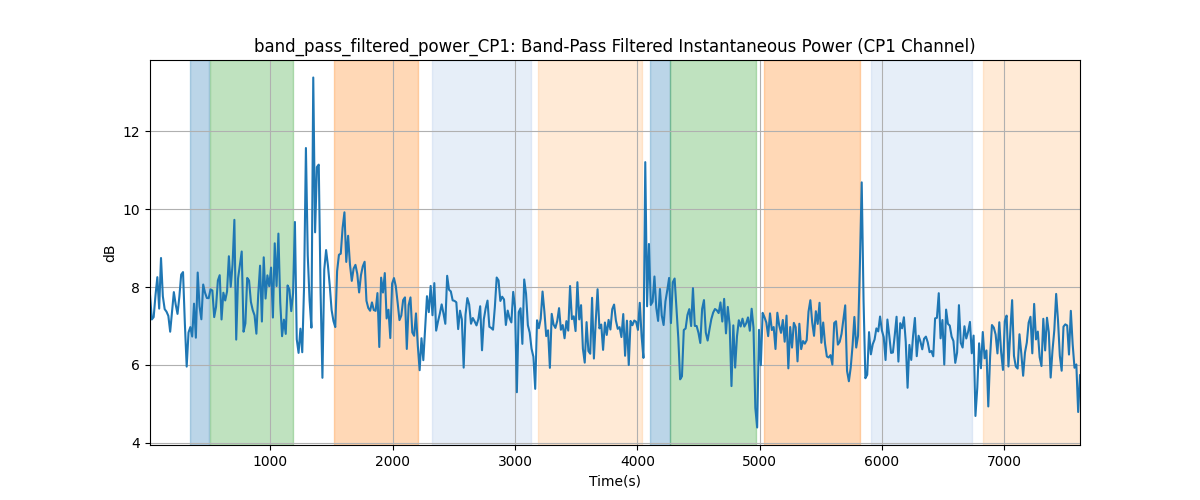 band_pass_filtered_power_CP1: Band-Pass Filtered Instantaneous Power (CP1 Channel)
12
10
8
6
4
dB
1000 2000 3000 4000 5000 6000 7000
Time(s)